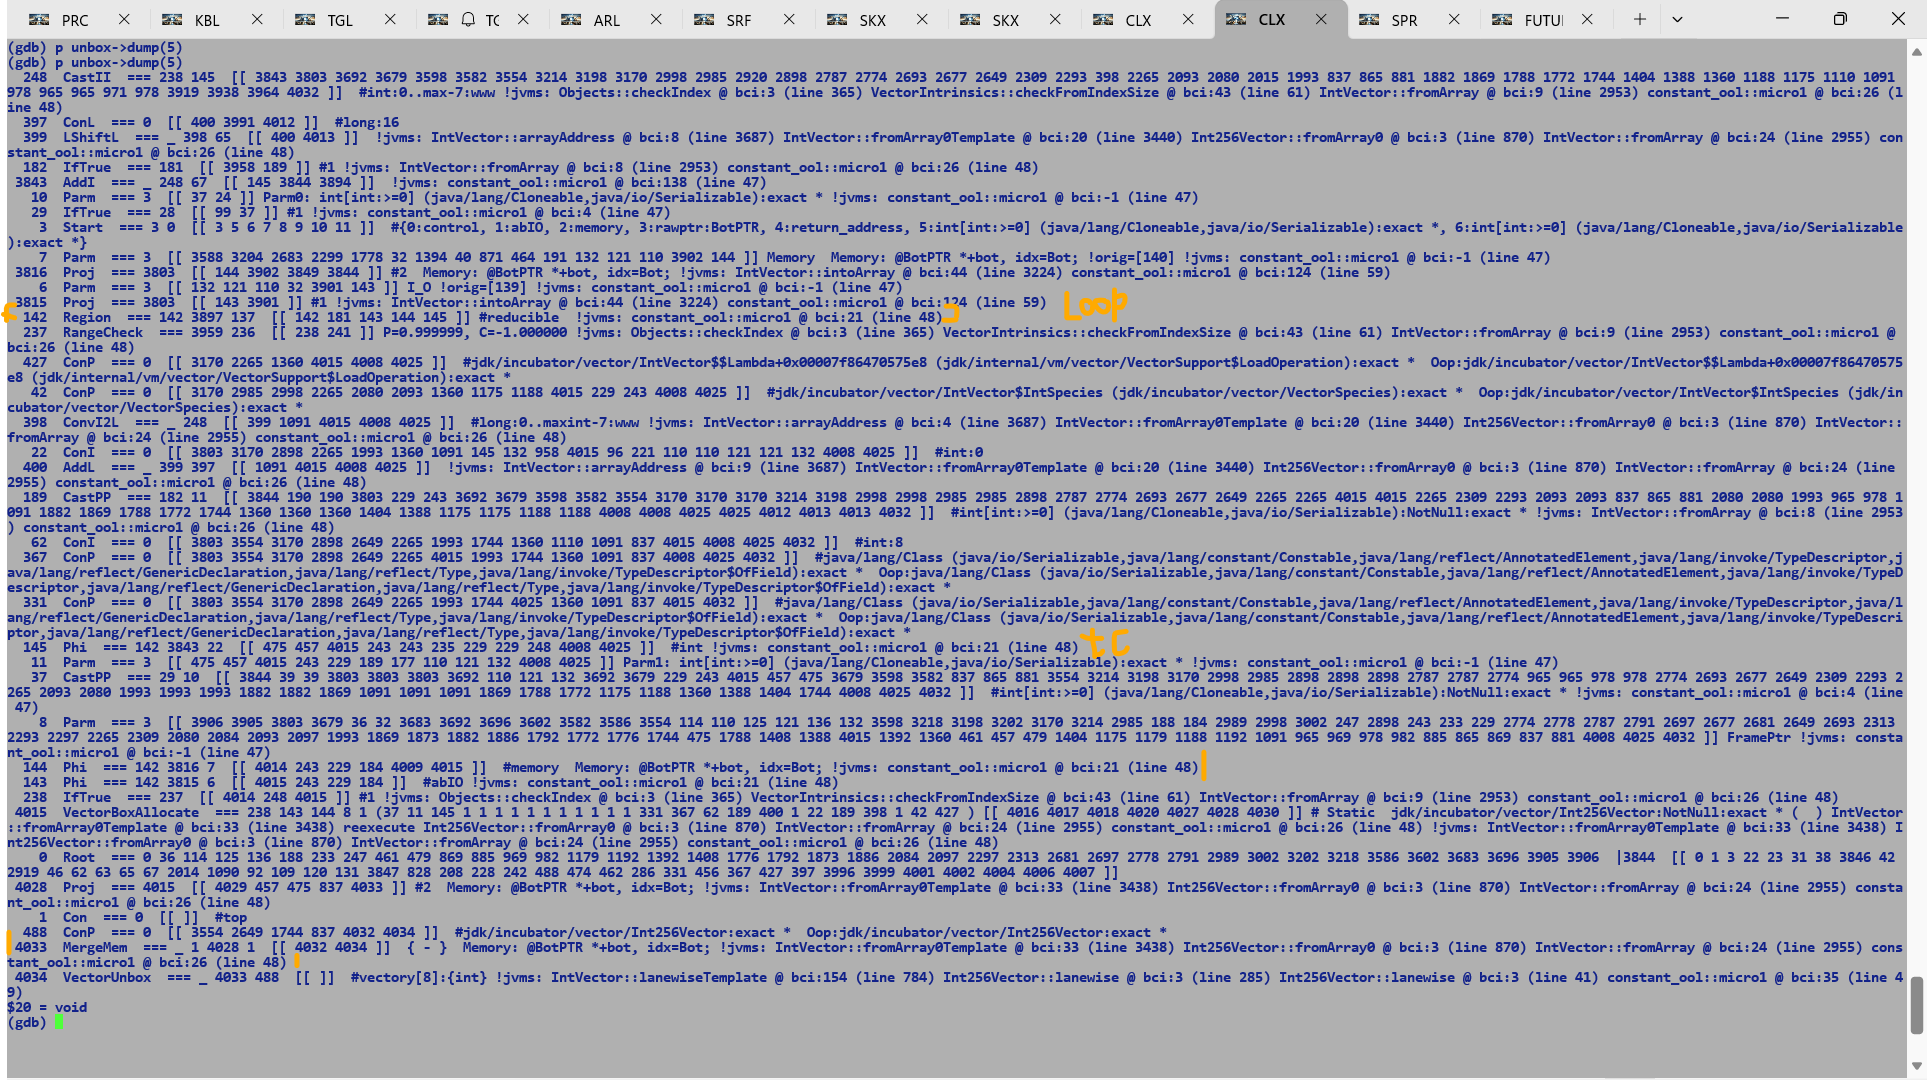 PRC KBL TGL TC ARL SRF SKX SKX CLX CLX SPR FUTU
(gdb) p unbox->dump(5)
(gdb) p unbox->dump(5)
  248  CastII  === 238 145  [[ 3843 3803 3692 3679 3598 3582 3554 3214 3198 3170 2998 2985 2920 2898 2787 2774 2693 2677 2649 2309 2293 398 2265 2093 2080 2015 1993 837 865 881 1882 1869 1788 1772 1744 1404 1388 1360 1188 1175 1110 1091
978 965 965 971 978 3919 3938 3964 4032 ]]  #int:0..max-7:www !jvms: Objects::checkIndex @ bci:3 (line 365) VectorIntrinsics::checkFromIndexSize @ bci:43 (line 61) IntVector::fromArray @ bci:9 (line 2953) constant_ool::micro1 @ bci:26 (l
ine 48)
  397  ConL  === 0  [[ 400 3991 4012 ]]  #long:16
  399  LShiftL  === _ 398 65  [[ 400 4013 ]]  !jvms: IntVector::arrayAddress @ bci:8 (line 3687) IntVector::fromArray0Template @ bci:20 (line 3440) Int256Vector::fromArray0 @ bci:3 (line 870) IntVector::fromArray @ bci:24 (line 2955) con
stant_ool::micro1 @ bci:26 (line 48)
  182  IfTrue  === 181  [[ 3958 189 ]] #1 !jvms: IntVector::fromArray @ bci:8 (line 2953) constant_ool::micro1 @ bci:26 (line 48)
 3843  AddI  === _ 248 67  [[ 145 3844 3894 ]]  !jvms: constant_ool::micro1 @ bci:138 (line 47)
   10  Parm  === 3  [[ 37 24 ]] Parm0: int[int:>=0] (java/lang/Cloneable,java/io/Serializable):exact * !jvms: constant_ool::micro1 @ bci:-1 (line 47)
   29  IfTrue  === 28  [[ 99 37 ]] #1 !jvms: constant_ool::micro1 @ bci:4 (line 47)
    3  Start  === 3 0  [[ 3 5 6 7 8 9 10 11 ]]  #{0:control, 1:abIO, 2:memory, 3:rawptr:BotPTR, 4:return_address, 5:int[int:>=0] (java/lang/Cloneable,java/io/Serializable):exact *, 6:int[int:>=0] (java/lang/Cloneable,java/io/Serializable
):exact *}
    7  Parm  === 3  [[ 3588 3204 2683 2299 1778 32 1394 40 871 464 191 132 121 110 3902 144 ]] Memory  Memory: @BotPTR *+bot, idx=Bot; !orig=[140] !jvms: constant_ool::micro1 @ bci:-1 (line 47)
 3816  Proj  === 3803  [[ 144 3902 3849 3844 ]] #2  Memory: @BotPTR *+bot, idx=Bot; !jvms: IntVector::intoArray @ bci:44 (line 3224) constant_ool::micro1 @ bci:124 (line 59)
    6  Parm  === 3  [[ 132 121 110 32 3901 143 ]] I_O !orig=[139] !jvms: constant_ool::micro1 @ bci:-1 (line 47)
 3815  Proj  === 3803  [[ 143 3901 ]] #1 !jvms: IntVector::intoArray @ bci:44 (line 3224) constant_ool::micro1 @ bci:124 (line 59)
Loop
  142  Region  === 142 3897 137  [[ 142 181 143 144 145 ]] #reducible  !jvms: constant_ool::micro1 @ bci:21 (line 48)
  237  RangeCheck  === 3959 236  [[ 238 241 ]] P=0.999999, C=-1.000000 !jvms: Objects::checkIndex @ bci:3 (line 365) VectorIntrinsics::checkFromIndexSize @ bci:43 (line 61) IntVector::fromArray @ bci:9 (line 2953) constant_ool::micro1 @
bci:26 (line 48)
  427  ConP  === 0  [[ 3170 2265 1360 4015 4008 4025 ]]  #jdk/incubator/vector/IntVector$$Lambda+0x00007f86470575e8 (jdk/internal/vm/vector/VectorSupport$LoadOperation):exact *  Oop:jdk/incubator/vector/IntVector$$Lambda+0x00007f86470575
e8 (jdk/internal/vm/vector/VectorSupport$LoadOperation):exact *
   42  ConP  === 0  [[ 3170 2985 2998 2265 2080 2093 1360 1175 1188 4015 229 243 4008 4025 ]]  #jdk/incubator/vector/IntVector$IntSpecies (jdk/incubator/vector/VectorSpecies):exact *  Oop:jdk/incubator/vector/IntVector$IntSpecies (jdk/in
cubator/vector/VectorSpecies):exact *
  398  ConvI2L  === _ 248  [[ 399 1091 4015 4008 4025 ]]  #long:0..maxint-7:www !jvms: IntVector::arrayAddress @ bci:4 (line 3687) IntVector::fromArray0Template @ bci:20 (line 3440) Int256Vector::fromArray0 @ bci:3 (line 870) IntVector::
fromArray @ bci:24 (line 2955) constant_ool::micro1 @ bci:26 (line 48)
   22  ConI  === 0  [[ 3803 3170 2898 2265 1993 1360 1091 145 132 958 4015 96 221 110 110 121 121 132 4008 4025 ]]  #int:0
  400  AddL  === _ 399 397  [[ 1091 4015 4008 4025 ]]  !jvms: IntVector::arrayAddress @ bci:9 (line 3687) IntVector::fromArray0Template @ bci:20 (line 3440) Int256Vector::fromArray0 @ bci:3 (line 870) IntVector::fromArray @ bci:24 (line
2955) constant_ool::micro1 @ bci:26 (line 48)
  189  CastPP  === 182 11  [[ 3844 190 190 3803 229 243 3692 3679 3598 3582 3554 3170 3170 3170 3214 3198 2998 2998 2985 2985 2898 2787 2774 2693 2677 2649 2265 2265 4015 4015 2265 2309 2293 2093 2093 837 865 881 2080 2080 1993 965 978 1
091 1882 1869 1788 1772 1744 1360 1360 1360 1404 1388 1175 1175 1188 1188 4008 4008 4025 4025 4012 4013 4013 4032 ]]  #int[int:>=0] (java/lang/Cloneable,java/io/Serializable):NotNull:exact * !jvms: IntVector::fromArray @ bci:8 (line 2953
) constant_ool::micro1 @ bci:26 (line 48)
   62  ConI  === 0  [[ 3803 3554 3170 2898 2649 2265 1993 1744 1360 1110 1091 837 4015 4008 4025 4032 ]]  #int:8
  367  ConP  === 0  [[ 3803 3554 3170 2898 2649 2265 4015 1993 1744 1360 1091 837 4008 4025 4032 ]]  #java/lang/Class (java/io/Serializable,java/lang/constant/Constable,java/lang/reflect/AnnotatedElement,java/lang/invoke/TypeDescriptor,j
ava/lang/reflect/GenericDeclaration,java/lang/reflect/Type,java/lang/invoke/TypeDescriptor$OfField):exact *  Oop:java/lang/Class (java/io/Serializable,java/lang/constant/Constable,java/lang/reflect/AnnotatedElement,java/lang/invoke/TypeD
escriptor,java/lang/reflect/GenericDeclaration,java/lang/reflect/Type,java/lang/invoke/TypeDescriptor$OfField):exact *
  331  ConP  === 0  [[ 3803 3554 3170 2898 2649 2265 1993 1744 4025 1360 1091 837 4015 4032 ]]  #java/lang/Class (java/io/Serializable,java/lang/constant/Constable,java/lang/reflect/AnnotatedElement,java/lang/invoke/TypeDescriptor,java/l
ang/reflect/GenericDeclaration,java/lang/reflect/Type,java/lang/invoke/TypeDescriptor$OfField):exact *  Oop:java/lang/Class (java/io/Serializable,java/lang/constant/Constable,java/lang/reflect/AnnotatedElement,java/lang/invoke/TypeDescri
ptor,java/lang/reflect/GenericDeclaration,java/lang/reflect/Type,java/lang/invoke/TypeDescriptor$OfField):exact *
  145  Phi  === 142 3843 22  [[ 475 457 4015 243 243 235 229 229 248 4008 4025 ]]  #int !jvms: constant_ool::micro1 @ bci:21 (line 48)
tc
   11  Parm  === 3  [[ 475 457 4015 243 229 189 177 110 121 132 4008 4025 ]] Parm1: int[int:>=0] (java/lang/Cloneable,java/io/Serializable):exact * !jvms: constant_ool::micro1 @ bci:-1 (line 47)
   37  CastPP  === 29 10  [[ 3844 39 39 3803 3803 3803 3692 110 121 132 3692 3679 229 243 4015 457 475 3679 3598 3582 837 865 881 3554 3214 3198 3170 2998 2985 2898 2898 2898 2787 2787 2774 965 965 978 978 2774 2693 2677 2649 2309 2293 2
265 2093 2080 1993 1993 1993 1882 1882 1869 1091 1091 1091 1869 1788 1772 1175 1188 1360 1388 1404 1744 4008 4025 4032 ]]  #int[int:>=0] (java/lang/Cloneable,java/io/Serializable):NotNull:exact * !jvms: constant_ool::micro1 @ bci:4 (line
 47)
    8  Parm  === 3  [[ 3906 3905 3803 3679 36 32 3683 3692 3696 3602 3582 3586 3554 114 110 125 121 136 132 3598 3218 3198 3202 3170 3214 2985 188 184 2989 2998 3002 247 2898 243 233 229 2774 2778 2787 2791 2697 2677 2681 2649 2693 2313
2293 2297 2265 2309 2080 2084 2093 2097 1993 1869 1873 1882 1886 1792 1772 1776 1744 475 1788 1408 1388 4015 1392 1360 461 457 479 1404 1175 1179 1188 1192 1091 965 969 978 982 885 865 869 837 881 4008 4025 4032 ]] FramePtr !jvms: consta
nt_ool::micro1 @ bci:-1 (line 47)
  144  Phi  === 142 3816 7  [[ 4014 243 229 184 4009 4015 ]]  #memory  Memory: @BotPTR *+bot, idx=Bot; !jvms: constant_ool::micro1 @ bci:21 (line 48)
  143  Phi  === 142 3815 6  [[ 4015 243 229 184 ]]  #abIO !jvms: constant_ool::micro1 @ bci:21 (line 48)
  238  IfTrue  === 237  [[ 4014 248 4015 ]] #1 !jvms: Objects::checkIndex @ bci:3 (line 365) VectorIntrinsics::checkFromIndexSize @ bci:43 (line 61) IntVector::fromArray @ bci:9 (line 2953) constant_ool::micro1 @ bci:26 (line 48)
 4015  VectorBoxAllocate  === 238 143 144 8 1 (37 11 145 1 1 1 1 1 1 1 1 1 1 331 367 62 189 400 1 22 189 398 1 42 427 ) [[ 4016 4017 4018 4020 4027 4028 4030 ]] # Static  jdk/incubator/vector/Int256Vector:NotNull:exact * (  ) IntVector
::fromArray0Template @ bci:33 (line 3438) reexecute Int256Vector::fromArray0 @ bci:3 (line 870) IntVector::fromArray @ bci:24 (line 2955) constant_ool::micro1 @ bci:26 (line 48) !jvms: IntVector::fromArray0Template @ bci:33 (line 3438) I
nt256Vector::fromArray0 @ bci:3 (line 870) IntVector::fromArray @ bci:24 (line 2955) constant_ool::micro1 @ bci:26 (line 48)
    0  Root  === 0 36 114 125 136 188 233 247 461 479 869 885 969 982 1179 1192 1392 1408 1776 1792 1873 1886 2084 2097 2297 2313 2681 2697 2778 2791 2989 3002 3202 3218 3586 3602 3683 3696 3905 3906  |3844  [[ 0 1 3 22 23 31 38 3846 42
2919 46 62 63 65 67 2014 1090 92 109 120 131 3847 828 208 228 242 488 474 462 286 331 456 367 427 397 3996 3999 4001 4002 4004 4006 4007 ]]
 4028  Proj  === 4015  [[ 4029 457 475 837 4033 ]] #2  Memory: @BotPTR *+bot, idx=Bot; !jvms: IntVector::fromArray0Template @ bci:33 (line 3438) Int256Vector::fromArray0 @ bci:3 (line 870) IntVector::fromArray @ bci:24 (line 2955) consta
nt_ool::micro1 @ bci:26 (line 48)
    1  Con  === 0  [[ ]]  #top
  488  ConP  === 0  [[ 3554 2649 1744 837 4032 4034 ]]  #jdk/incubator/vector/Int256Vector:exact *  Oop:jdk/incubator/vector/Int256Vector:exact *
 4033  MergeMem  === _ 1 4028 1  [[ 4032 4034 ]]  { - }  Memory: @BotPTR *+bot, idx=Bot; !jvms: IntVector::fromArray0Template @ bci:33 (line 3438) Int256Vector::fromArray0 @ bci:3 (line 870) IntVector::fromArray @ bci:24 (line 2955) cons
tant_ool::micro1 @ bci:26 (line 48)
 4034  VectorUnbox  === _ 4033 488  [[ ]]  #vectory[8]:{int} !jvms: IntVector::lanewiseTemplate @ bci:154 (line 784) Int256Vector::lanewise @ bci:3 (line 285) Int256Vector::lanewise @ bci:3 (line 41) constant_ool::micro1 @ bci:35 (line 4
9)
$20 = void
(gdb)